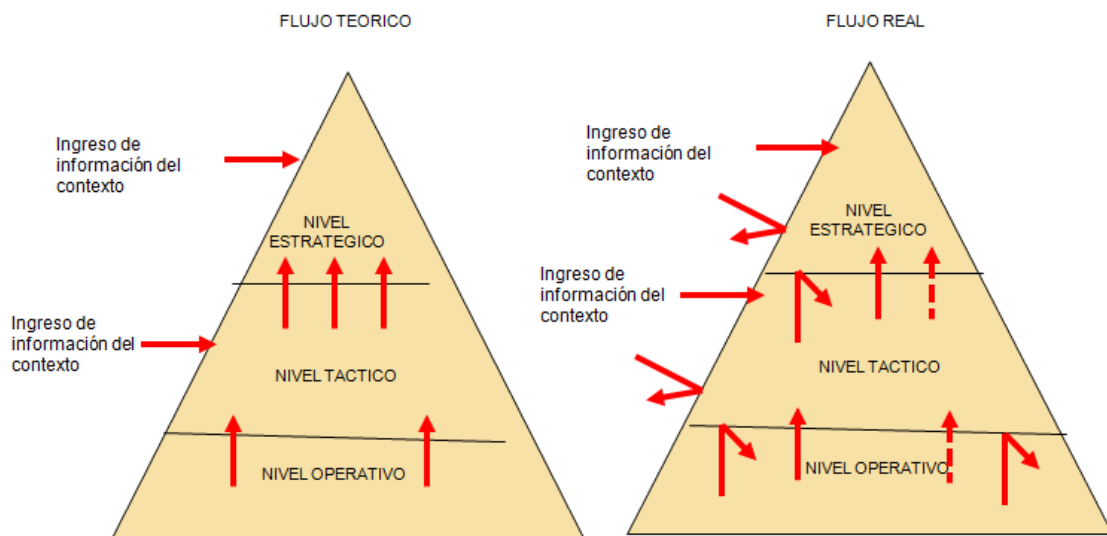 FLUJO TEORICO
Ingreso de
información del
contexto
NIVEL
ESTRATEGICO
Ingreso de
información del
contexto
NIVEL TACTICO
NIVEL OPERATIVO
FLUJO REAL
Ingreso de
información del
contexto
NIVEL
ESTRATEGICO
Ingreso de
información del
contexto
NIVEL TACTICO
NIVEL OPERATIVO